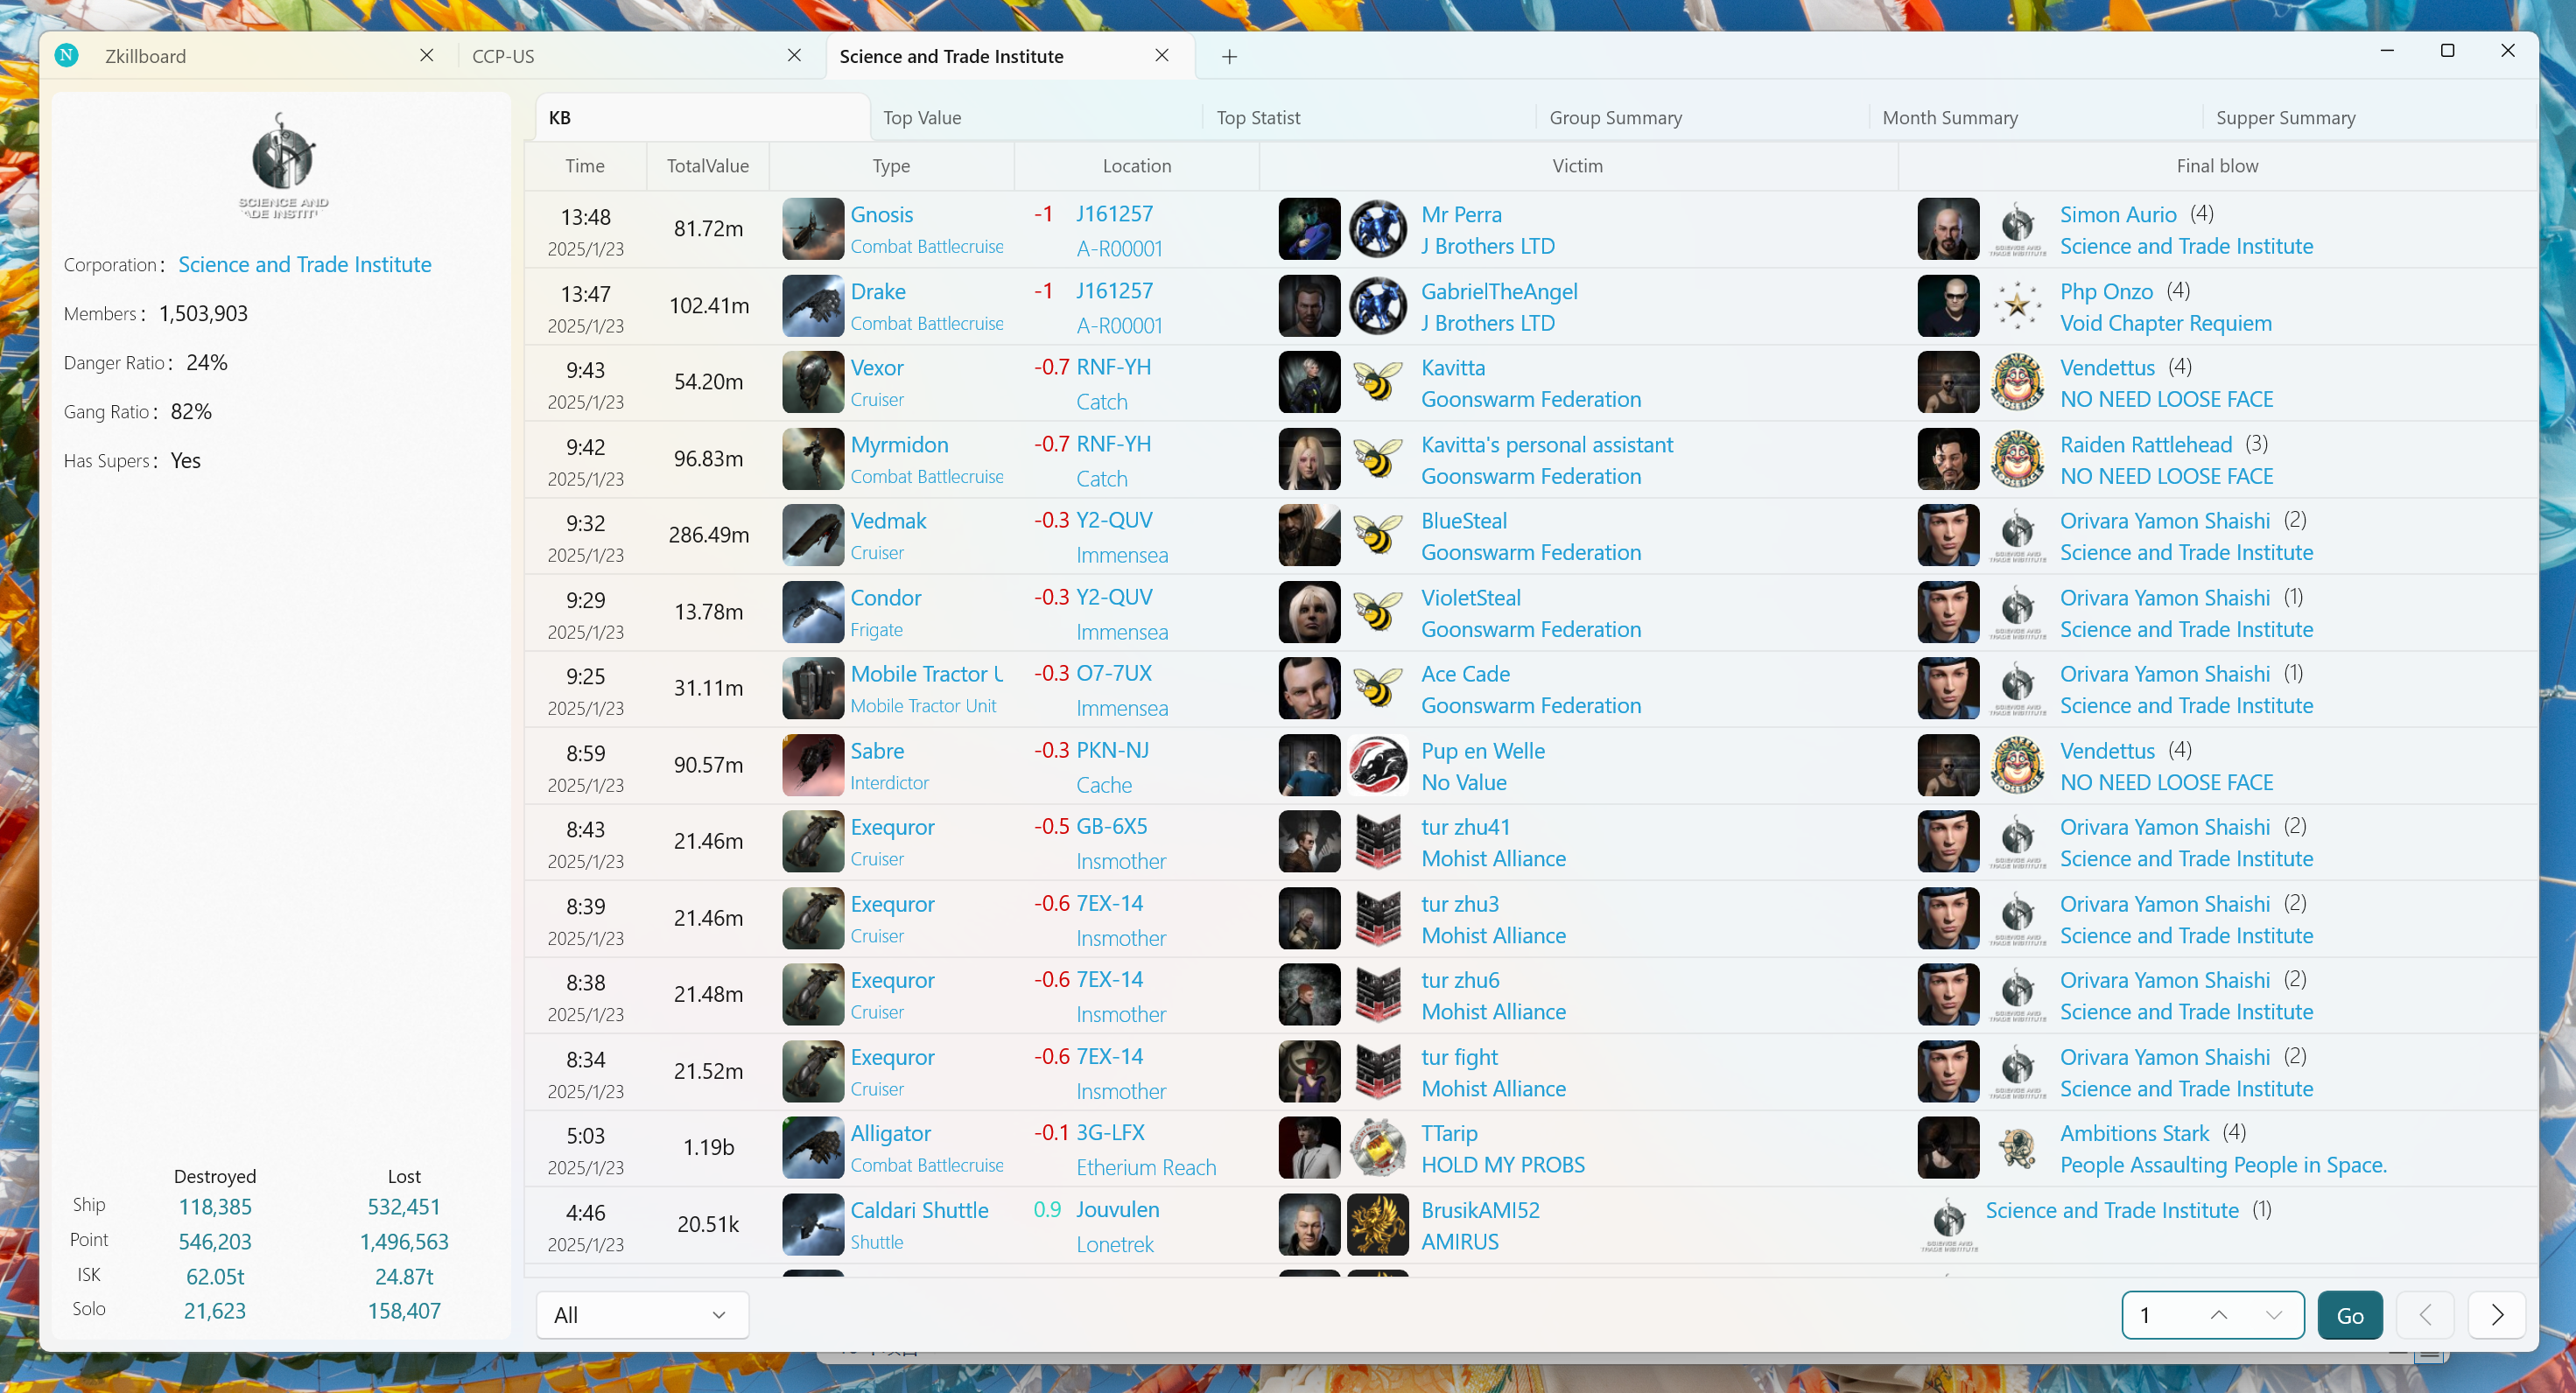 Zkillboard
CCP-US
Science and Trade Institute
SCIENCE AND
Corporation: Science and Trade Institute
Members: 1,503,903
Danger Ratio: 24%
Gang Ratio: 82%
Has Supers: Yes
Destroyed Lost
Ship 118,385 532,451
Point 546,203 1,496,563
ISK 62.05t 24.87t
Solo 21,623 158,407
KB Top Value Top Statist Group Summary Month Summary Supper Summary
Time TotalValue Type Location Victim Final blow
13:48 81.72m Gnosis -1 J161257 Mr Perra Simon Aurio (4)
2025/1/23 Combat Battlecruise A-R00001 J Brothers LTD Science and Trade Institute
13:47 102.41m Drake -1 J161257 GabrielTheAngel Php Onzo (4)
2025/1/23 Combat Battlecruise A-R00001 J Brothers LTD Void Chapter Requiem
9:43 54.20m Vexor -0.7 RNF-YH Kavitta Vendettus (4)
2025/1/23 Cruiser Catch Goonswarm Federation NO NEED LOOSE FACE
9:42 96.83m Myrmidon -0.7 RNF-YH Kavitta's personal assistant Raiden Rattlehead (3)
2025/1/23 Combat Battlecruise Catch Goonswarm Federation NO NEED LOOSE FACE
9:32 286.49m Vedmak -0.3 Y2-QUV BlueSteal Orivara Yamon Shaishi (2)
2025/1/23 Cruiser Immensea Goonswarm Federation Science and Trade Institute
9:29 13.78m Condor -0.3 Y2-QUV VioletSteal Orivara Yamon Shaishi (1)
2025/1/23 Frigate Immensea Goonswarm Federation Science and Trade Institute
9:25 31.11m Mobile Tractor U -0.3 O7-7UX Ace Cade Orivara Yamon Shaishi (1)
2025/1/23 Mobile Tractor Unit Immensea Goonswarm Federation Science and Trade Institute
8:59 90.57m Sabre -0.3 PKN-NJ Pup en Welle Vendettus (4)
2025/1/23 Interdictor Cache No Value NO NEED LOOSE FACE
8:43 21.46m Exequror -0.5 GB-6X5 tur zhu41 Orivara Yamon Shaishi (2)
2025/1/23 Cruiser Insmother Mohist Alliance Science and Trade Institute
8:39 21.46m Exequror -0.6 7EX-14 tur zhu3 Orivara Yamon Shaishi (2)
2025/1/23 Cruiser Insmother Mohist Alliance Science and Trade Institute
8:38 21.48m Exequror -0.6 7EX-14 tur zhu6 Orivara Yamon Shaishi (2)
2025/1/23 Cruiser Insmother Mohist Alliance Science and Trade Institute
8:34 21.52m Exequror -0.6 7EX-14 tur fight Orivara Yamon Shaishi (2)
2025/1/23 Cruiser Insmother Mohist Alliance Science and Trade Institute
5:03 1.19b Alligator -0.1 3G-LFX TTarip Ambitions Stark (4)
2025/1/23 Combat Battlecruise Etherium Reach HOLD MY PROBS People Assaulting People in Space.
4:46 20.51k Caldari Shuttle 0.9 Jouvulen BrusikAMI52 Science and Trade Institute (1)
2025/1/23 Shuttle Lonetrek AMIRUS
All 1 Go